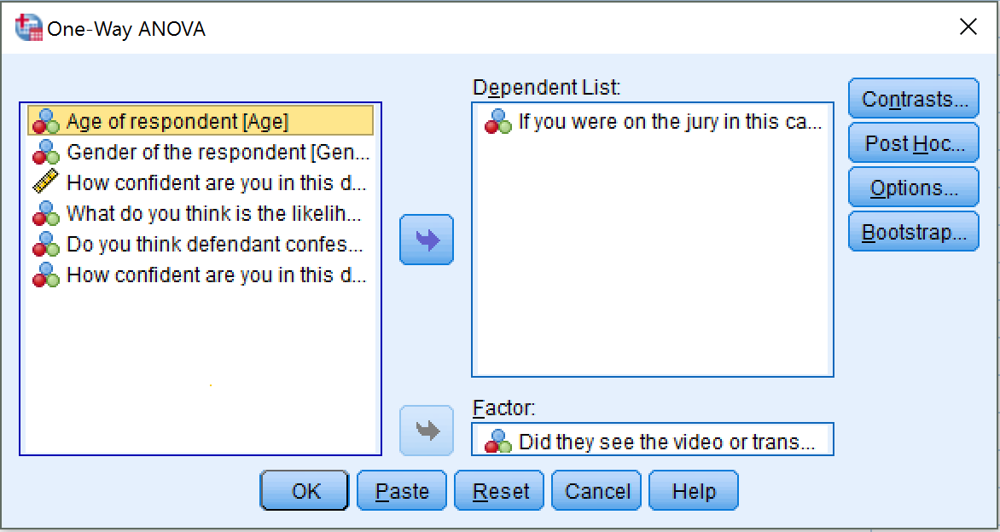 One-Way ANOVA
Age of respondent [Age]
Gender of the respondent [Gen...
How confident are you in this d...
What do you think is the likelih...
Do you think defendant confes...
How confident are you in this d...
Dependent List:
If you were on the jury in this ca...
Factor:
Did they see the video or trans...
Contrasts...
Post Hoc...
Options...
Bootstrap...
OK Paste Reset Cancel Help